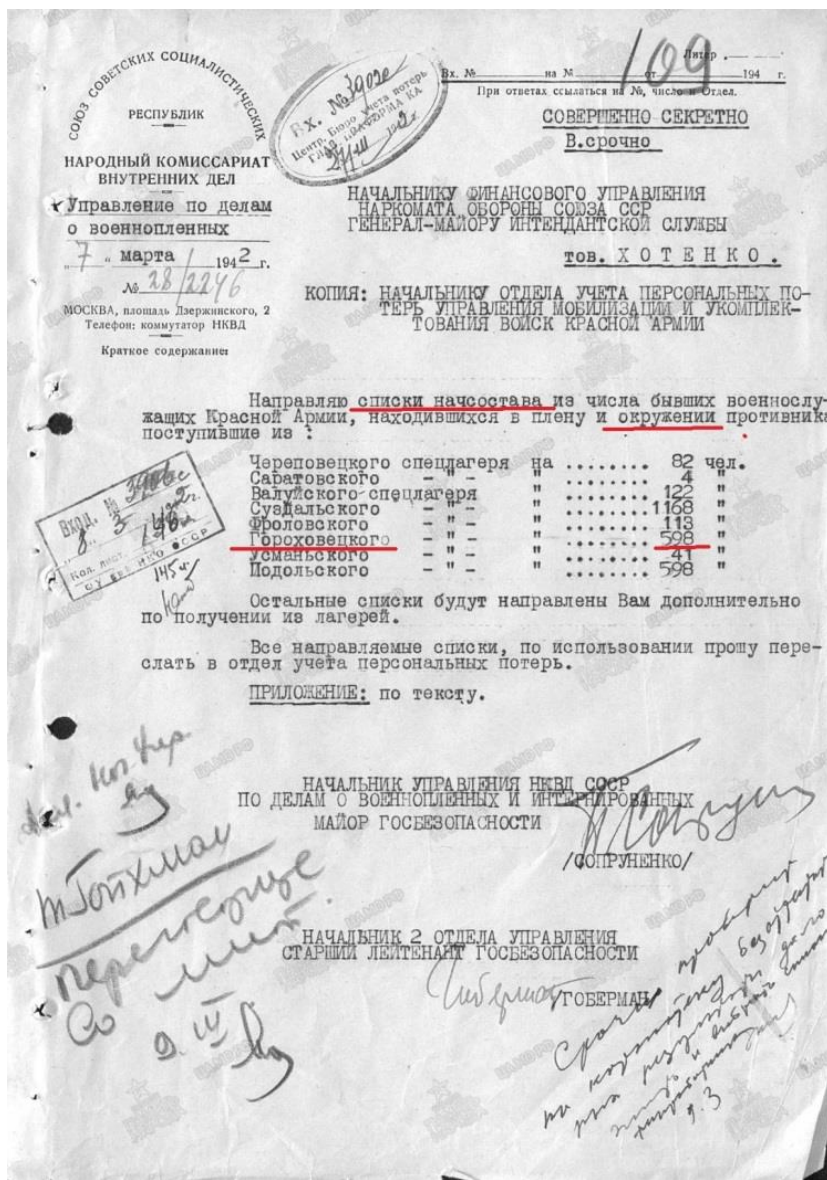 СОЮЗ СОВЕТСКИХ СОЦИАЛИСТИЧЕСКИХ
РЕСПУБЛИК
НАРОДНЫЙ КОМИССАРИАТ
ВНУТРЕННИХ ДЕЛ
Управление по делам
о военнопленных
"7" марта 1942 г.
№ 28/2246
МОСКВА, площадь Дзержинского, 2
Телефон: коммутатор НКВД
Краткое содержание:
Вх. №
Центр. Бюро учета потерь
109
Литер
Вх. № на № от 194 г.
При ответах ссылаться на №, число и Отдел.
СОВЕРШЕННО СЕКРЕТНО
В.срочно
НАЧАЛЬНИКУ ФИНАНСОВОГО УПРАВЛЕНИЯ
НАРКОМАТА ОБОРОНЫ СОЮЗА ССР
ГЕНЕРАЛ-МАЙОРУ ИНТЕНДАНТСКОЙ СЛУЖБЫ
тов. ХОТЕНКО.
КОПИЯ: НАЧАЛЬНИКУ ОТДЕЛА УЧЕТА ПЕРСОНАЛЬНЫХ ПО-
ТЕРЬ УПРАВЛЕНИЯ МОБИЛИЗАЦИИ И УКОМПЛЕК-
ТОВАНИЯ ВОЙСК КРАСНОЙ АРМИИ
Направляю списки начсостава из числа бывших военнослу-
жащих Красной Армии, находившихся в плену и окружении противника
поступившие из :
Череповецкого спецлагеря на ........ 82 чел.
Саратовского - " - " ........ 4 "
Валуйского спецлагеря " ........ 122 "
Суздальского - " - " ........ 1168 "
Фроловского - " - " ........ 113 "
Гороховецкого - " - " ........ 598 "
Усманьского - " - " ........ 41 "
Подольского - " - " ........ 598 "
Вход. №
Кол. лист.
Остальные списки будут направлены Вам дополнительно
по получении из лагерей.
Все направляемые списки, по использовании прошу пере-
слать в отдел учета персональных потерь.
ПРИЛОЖЕНИЕ: по тексту.
НАЧАЛЬНИК УПРАВЛЕНИЯ НКВД СССР
ПО ДЕЛАМ О ВОЕННОПЛЕННЫХ И ИНТЕРНИРОВАННЫХ
МАЙОР ГОСБЕЗОПАСНОСТИ
/СОПРУНЕНКО/
НАЧАЛЬНИК 2 ОТДЕЛА УПРАВЛЕНИЯ
СТАРШИЙ ЛЕЙТЕНАНТ ГОСБЕЗОПАСНОСТИ
/ГОБЕРМАН/
9.3